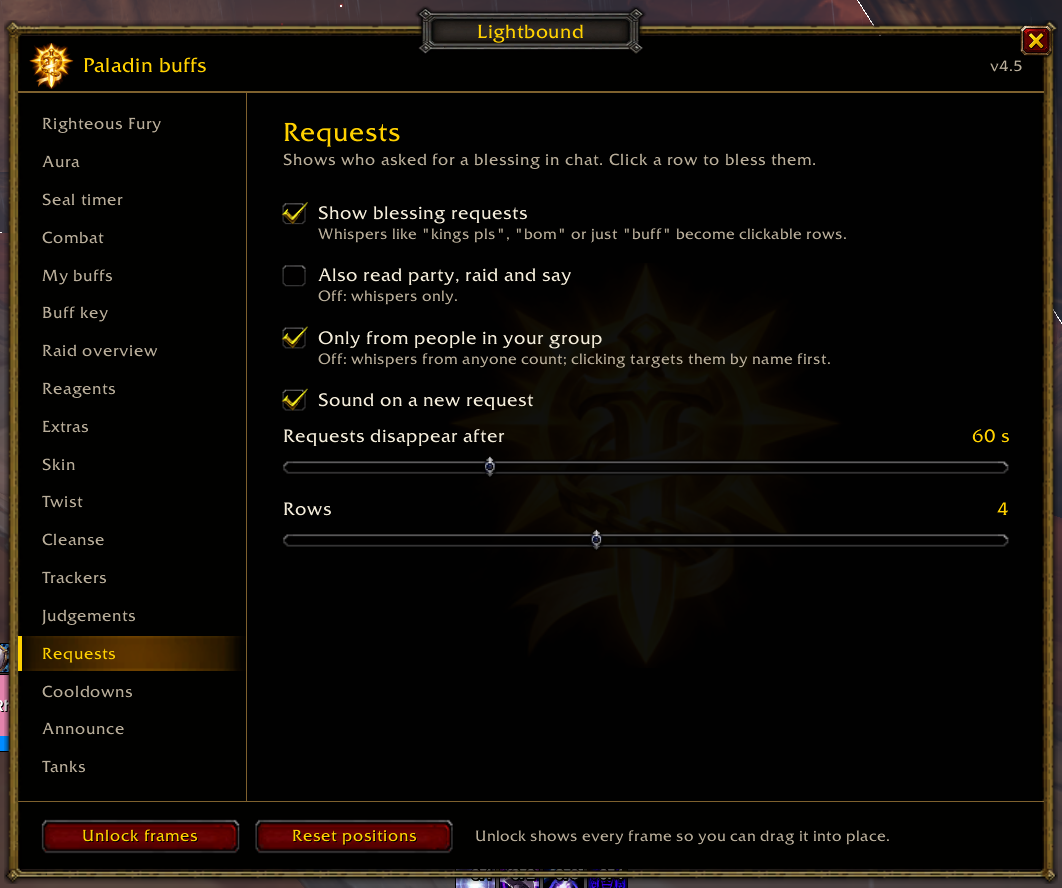 Lightbound
Paladin buffs
v4.5
Righteous Fury
Aura
Seal timer
Combat
My buffs
Buff key
Raid overview
Reagents
Extras
Skin
Twist
Cleanse
Trackers
Judgements
Requests
Cooldowns
Announce
Tanks
Requests
Shows who asked for a blessing in chat. Click a row to bless them.
Show blessing requests
Whispers like "kings pls", "bom" or just "buff" become clickable rows.
Also read party, raid and say
Off: whispers only.
Only from people in your group
Off: whispers from anyone count; clicking targets them by name first.
Sound on a new request
Requests disappear after
60 s
Rows
4
Unlock frames
Reset positions
Unlock shows every frame so you can drag it into place.